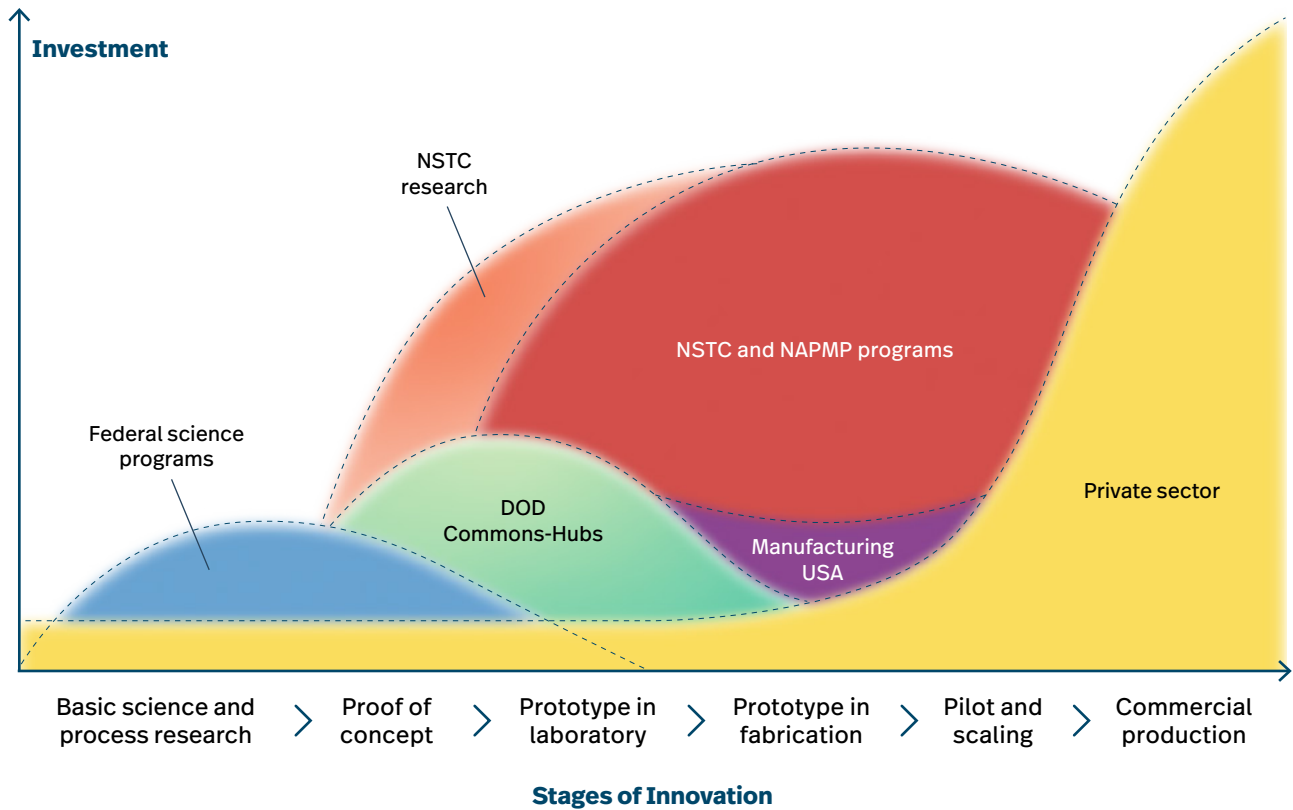 Investment
NSTC
research
NSTC and NAPMP programs
Federal science
programs
DOD
Commons-Hubs
Private sector
Manufacturing
USA
Basic science and
process research
Proof of
concept
Prototype in
laboratory
Prototype in
fabrication
Pilot and
scaling
Commercial
production
Stages of Innovation